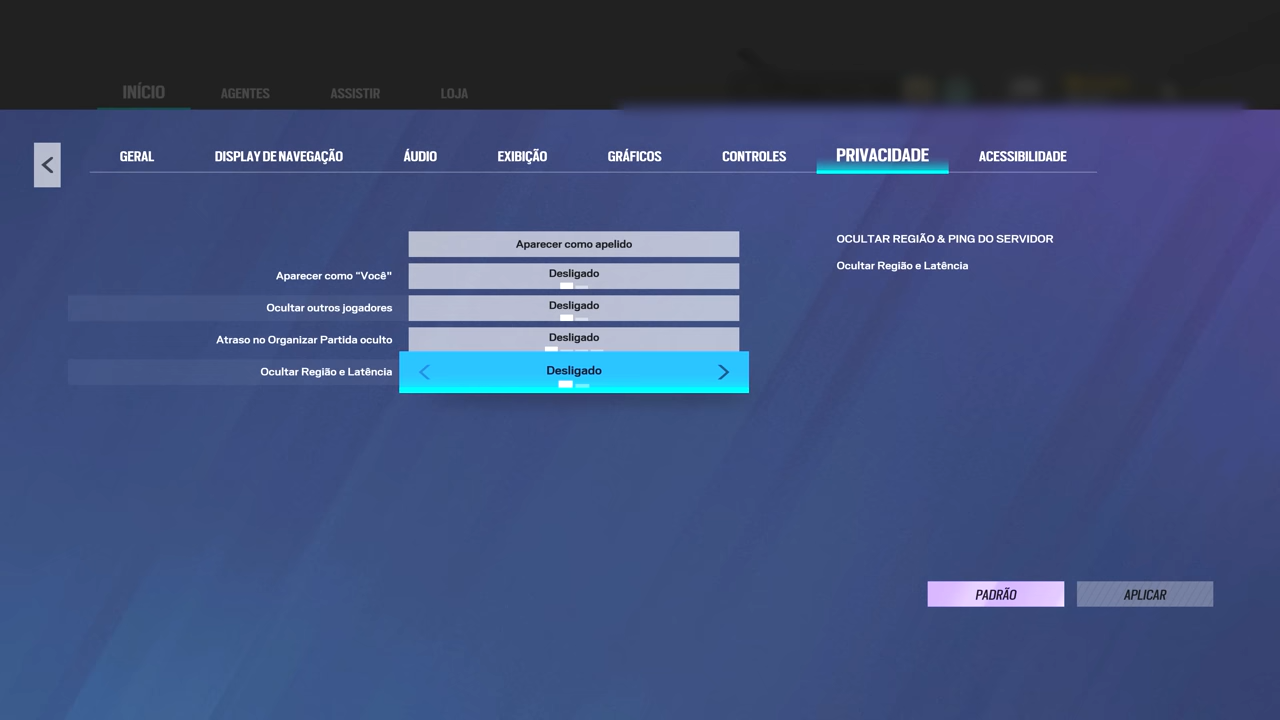 INÍCIO AGENTES ASSISTIR LOJA
GERAL DISPLAY DE NAVEGAÇÃO ÁUDIO EXIBIÇÃO GRÁFICOS CONTROLES PRIVACIDADE ACESSIBILIDADE
Aparecer como apelido
Aparecer como “Você" Desligado
Ocultar outros jogadores Desligado
Atraso no Organizar Partida oculto Desligado
Ocultar Região e Latência Desligado
OCULTAR REGIÃO & PING DO SERVIDOR
Ocultar Região e Latência
PADRÃO APLICAR